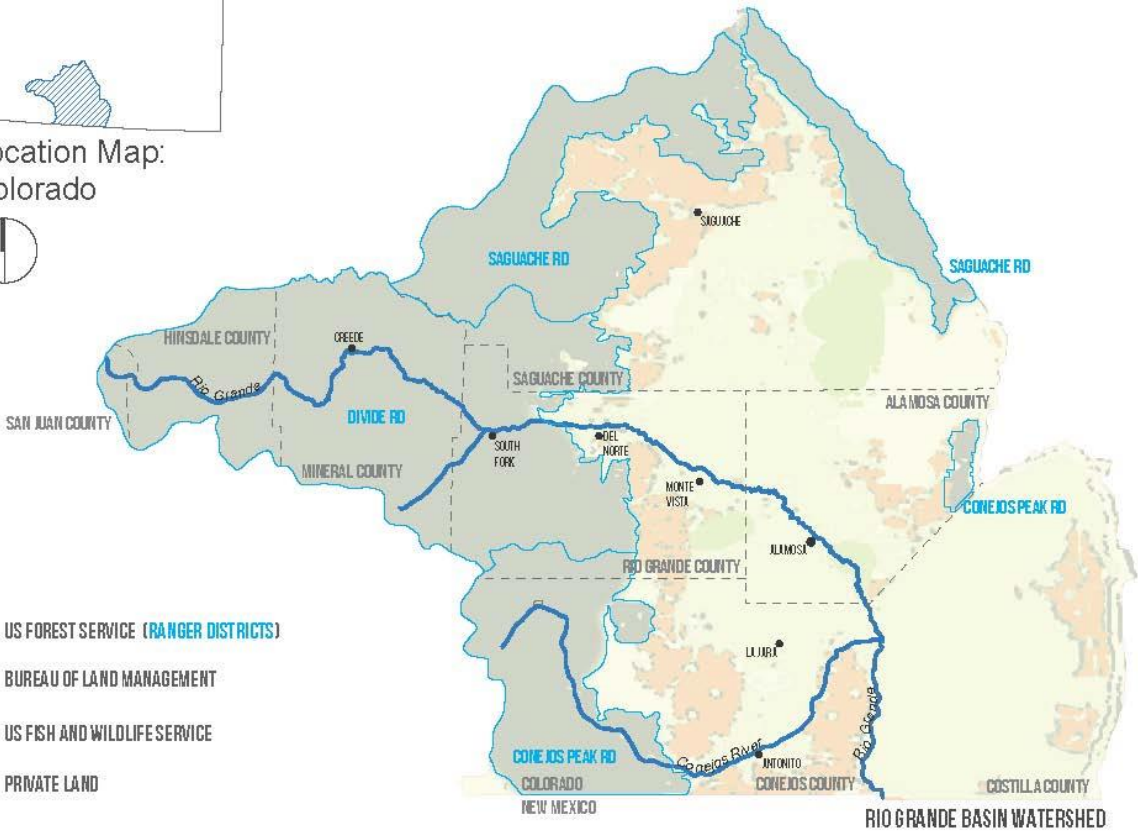 ocation Map:
olorado
SAGUACHE
SAGUACHE RD
SAGUACHE RD
HINSDALE COUNTY
CREEDE
Rio Grande
SAGUACHE COUNTY
ALAMOSA COUNTY
SAN JUAN COUNTY
DIVIDE RD
SOUTH
FORK
DEL
NORTE
MINERAL COUNTY
MONTE
VISTA
CONEJOS PEAK RD
ALAMOSA
RIO GRANDE COUNTY
US FOREST SERVICE (RANGER DISTRICTS)
LA JARA
BUREAU OF LAND MANAGEMENT
US FISH AND WILDLIFE SERVICE
Rio Grande
CONEJOS PEAK RD
Conejos River
ANTONITO
PRIVATE LAND
COLORADO
CONEJOS COUNTY
COSTILLA COUNTY
NEW MEXICO
RIO GRANDE BASIN WATERSHED